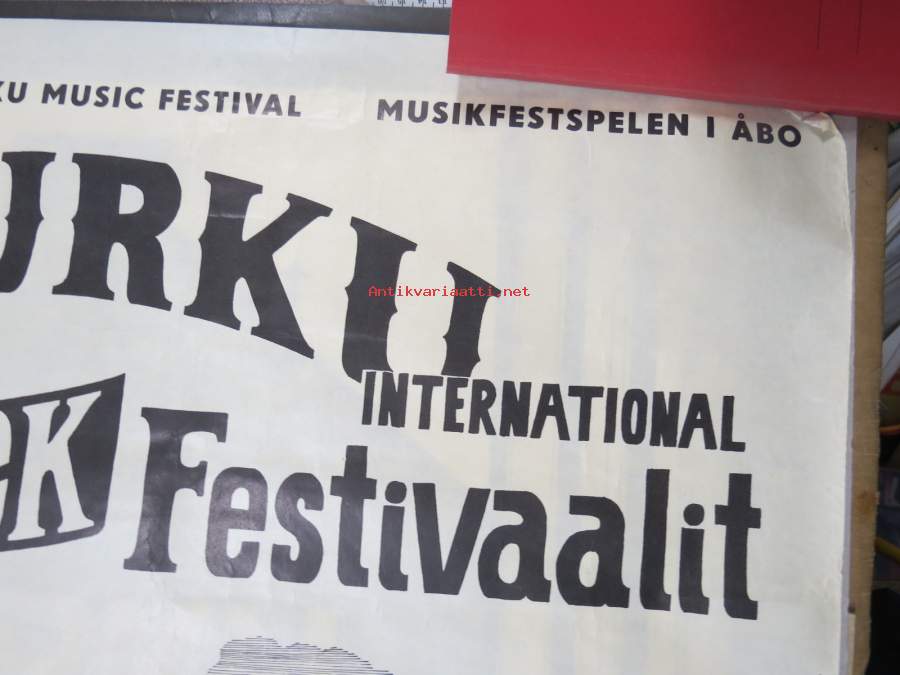 KU MUSIC FESTIVAL MUSIKFESTSPELEN I ÅBO
URKU
Antikvariaatti.net
INTERNATIONAL
K Festivaalit